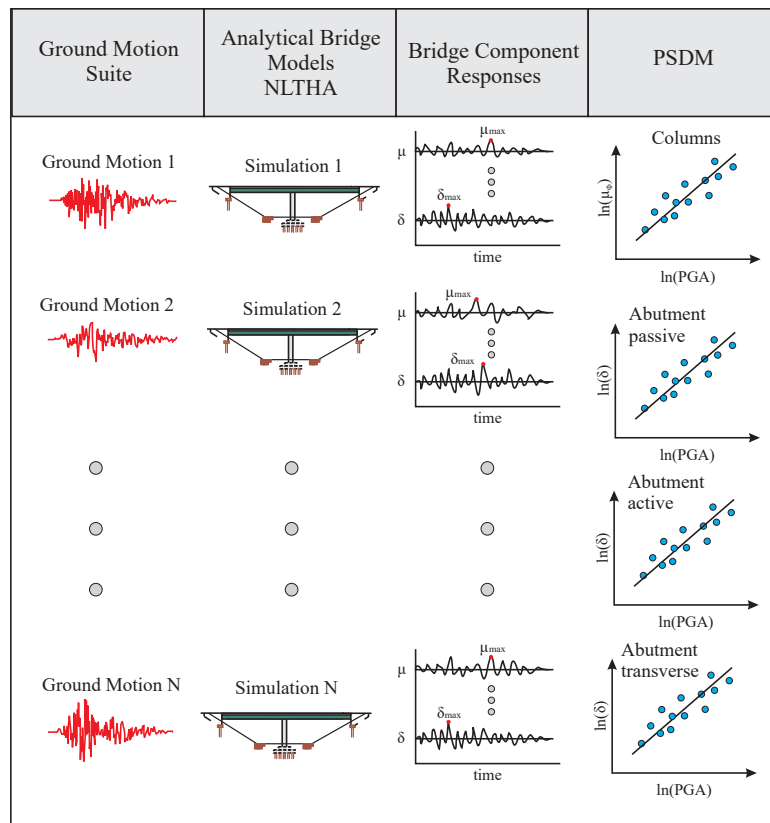 Ground Motion
Suite
Analytical Bridge
Models
NLTHA
Bridge Component
Responses
PSDM
Ground Motion 1
Simulation 1
μ
μmax
δmax
δ
time
Columns
ln(μΦ)
ln(PGA)
Ground Motion 2
Simulation 2
μ
μmax
δmax
δ
time
Abutment
passive
ln(δ)
ln(PGA)
Abutment
active
ln(δ)
ln(PGA)
Ground Motion N
Simulation N
μ
μmax
δmax
δ
time
Abutment
transverse
ln(δ)
ln(PGA)